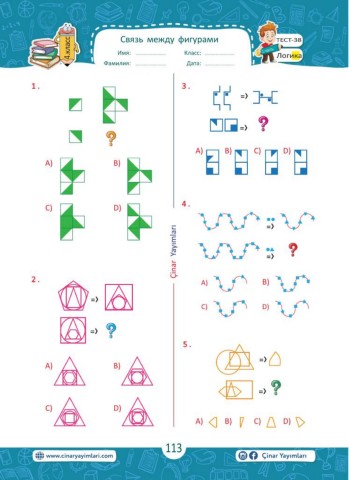 4 класс
Связь между фигурами
Имя: Класс:
Фамилия: Дата:
ТЕСТ-38
Логика
1.
?
A) B)
C) D)
2.
=>
=> ?
A) B)
C) D)
3.
=>
=> ?
A) B) C) D)
4.
=>
=> ?
A) B)
C) D)
5.
=>
=> ?
A) B) C) D)
Çinar Yayımları
www.cinaryayimlari.com
113
Çinar Yayımları